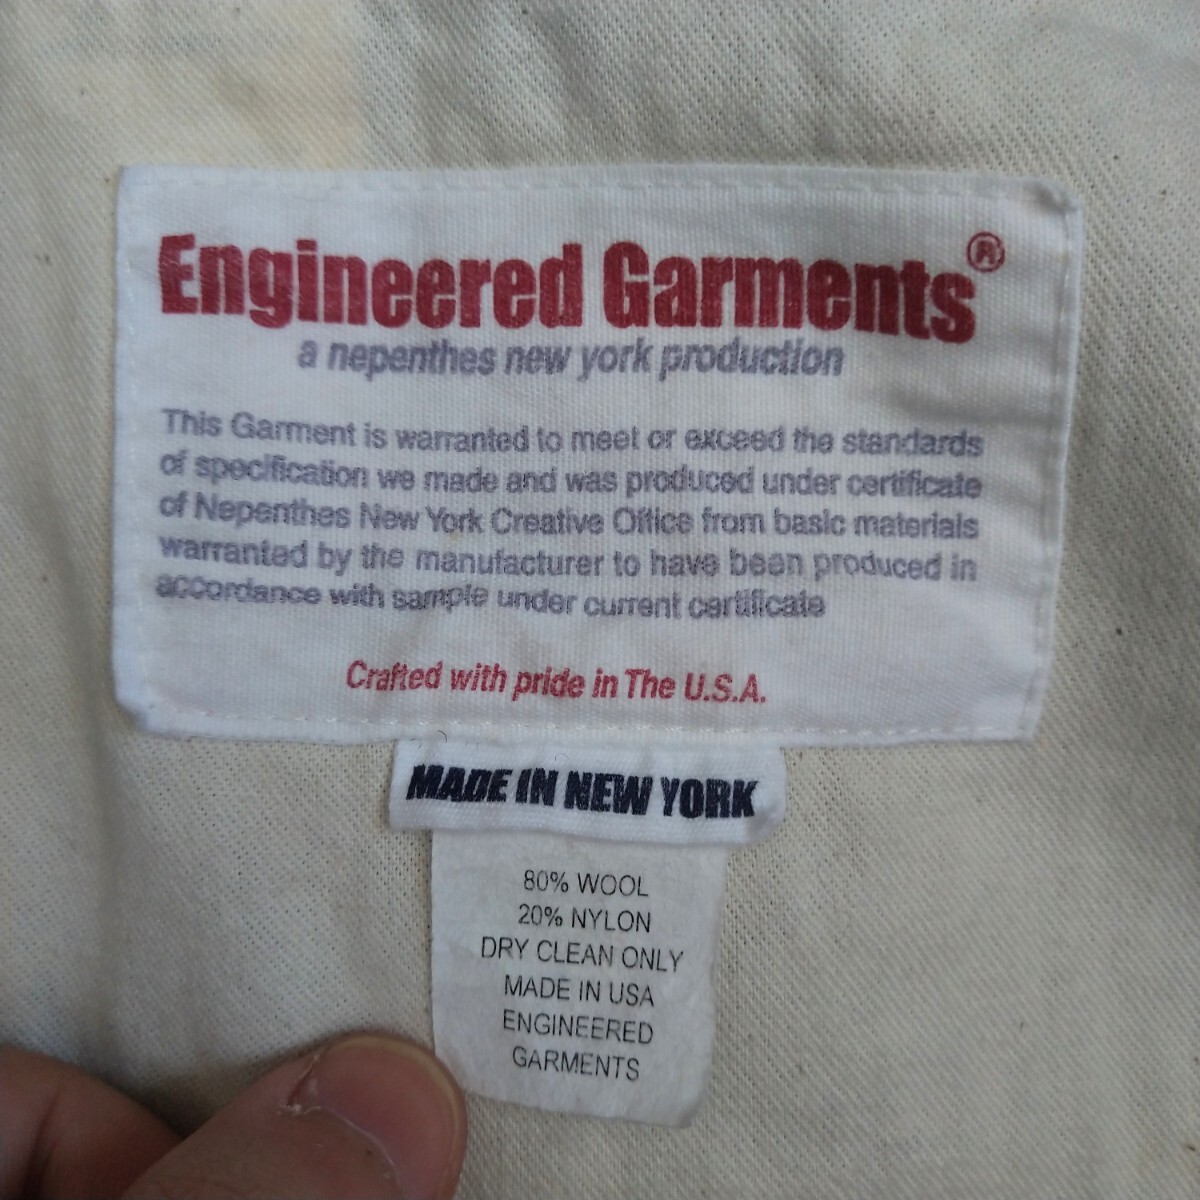 Engineered Garments®
a nepenthes new york production
This Garment is warranted to meet or exceed the standards
of specification we made and was produced under certificate
of Nepenthes New York Creative Office from basic materials
warranted by the manufacturer to have been produced in
accordance with sample under current certificate
Crafted with pride in The U.S.A.
MADE IN NEW YORK
80% WOOL
20% NYLON
DRY CLEAN ONLY
MADE IN USA
ENGINEERED
GARMENTS